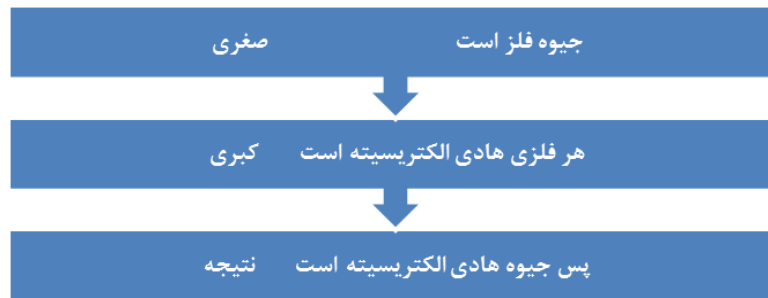 جیوه فلز است صغری
هر فلزی هادی الکتریسیته است کبری
پس جیوه هادی الکتریسیته است نتیجه